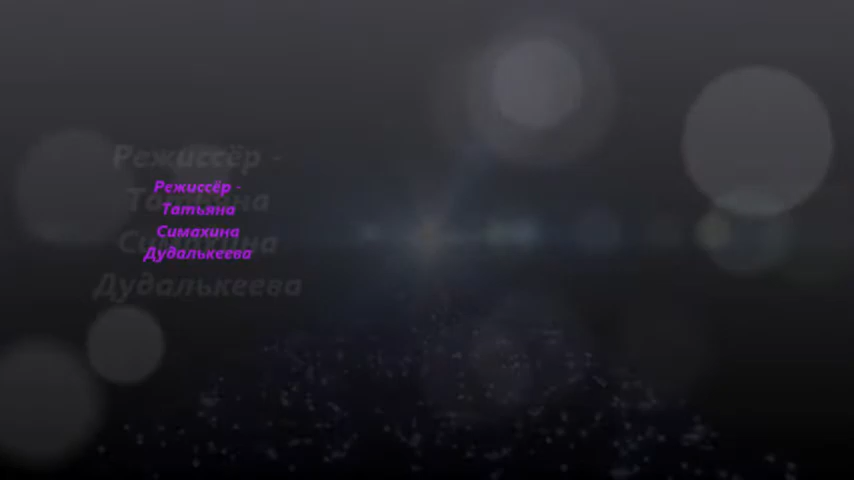 Режиссёр -
Татьяна
Симахина
Дудалькеева